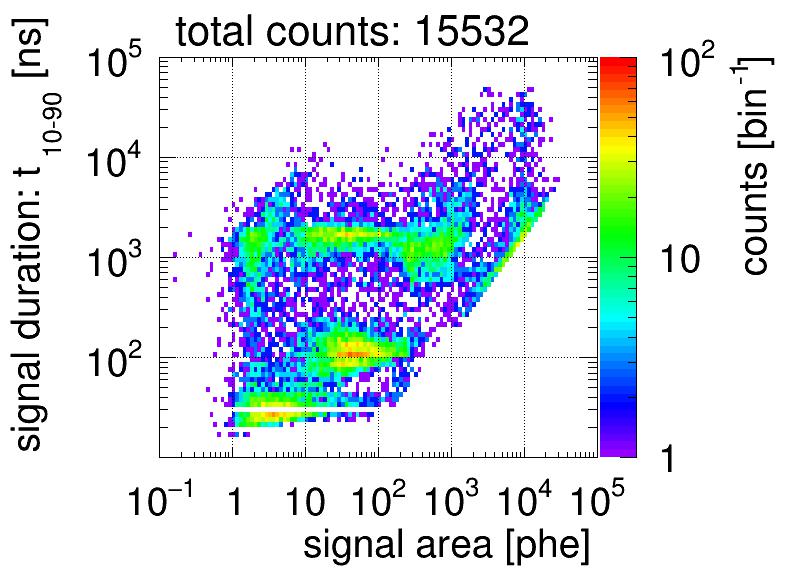 total counts: 15532
signal duration: t 10-90 [ns]
10^5
10^4
10^3
10^2
10^−1 1 10 10^2 10^3 10^4 10^5
signal area [phe]
10^2
10
1
counts [bin^-1]